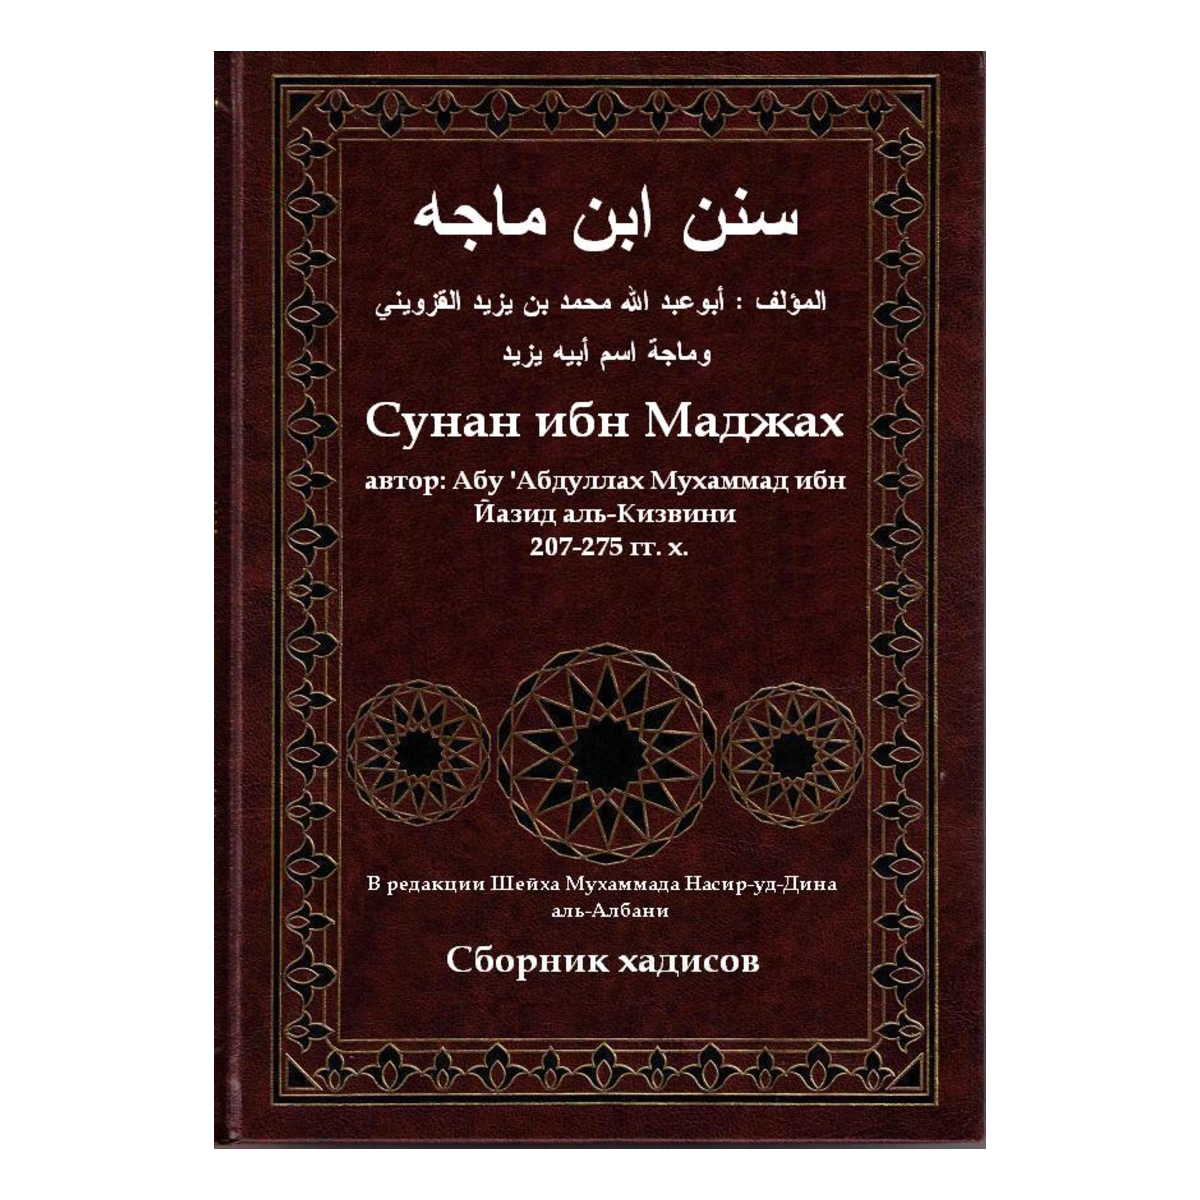 سنن ابن ماجه
المؤلف : أبوعبد الله محمد بن يزيد القزويني
وماجة اسم أبيه يزيد
Сунан ибн Маджах
автор: Абу 'Абдуллах Мухаммад ибн
Йазид аль-Кизвини
207-275 гг. х.
В редакции Шейха Мухаммада Насир-уд-Дина
аль-Албани
Сборник хадисов